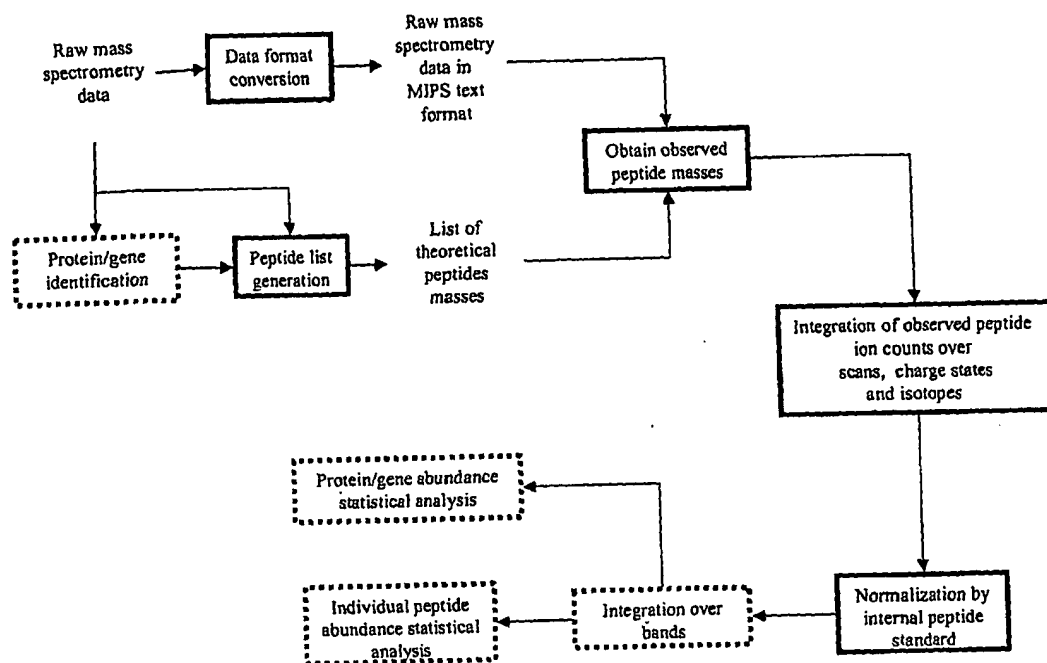 Raw mass
spectrometry
data
Data format
conversion
Raw mass
spectrometry
data in
MIPS text
format
Obtain observed
peptide masses
Protein/gene
identification
Peptide list
generation
List of
theoretical
peptides
masses
Integration of observed peptide
ion counts over
scans, charge states
and isotopes
Protein/gene abundance
statistical analysis
Individual peptide
abundance statistical
analysis
Integration over
bands
Normalization by
internal peptide
standard